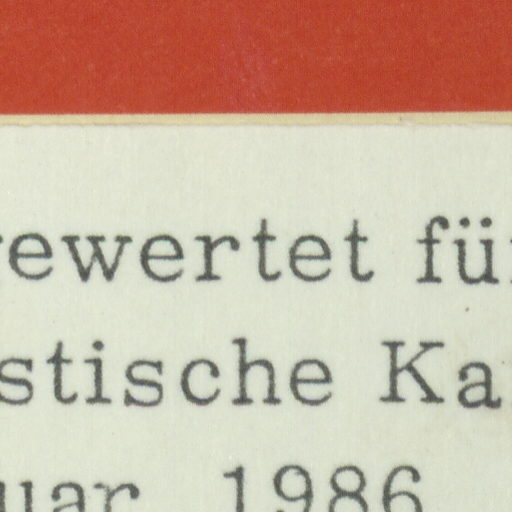 ewertet fü
stische Ka
uar 1986